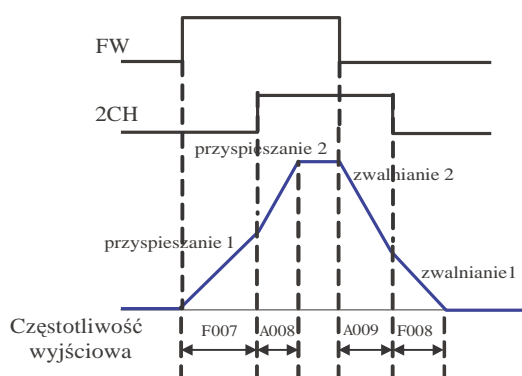 FW
2CH
przyspieszanie 2
zwalnianie 2
przyspieszanie 1
zwalnianie1
Częstotliwość
wyjściowa
F007
A008
A009
F008